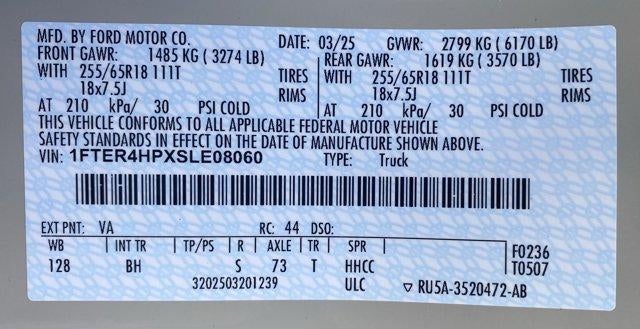 MFD. BY FORD MOTOR CO. DATE: 03/25 GVWR: 2799 KG ( 6170 LB)
FRONT GAWR: 1485 KG ( 3274 LB) REAR GAWR: 1619 KG ( 3570 LB)
WITH 255/65R18 111T TIRES WITH 255/65R18 111T TIRES
18x7.5J RIMS 18x7.5J RIMS
AT 210 kPa/ 30 PSI COLD AT 210 kPa/ 30 PSI COLD
THIS VEHICLE CONFORMS TO ALL APPLICABLE FEDERAL MOTOR VEHICLE
SAFETY STANDARDS IN EFFECT ON THE DATE OF MANUFACTURE SHOWN ABOVE.
VIN: 1FTER4HPXSLE08060 TYPE: Truck
EXT PNT: VA RC: 44 DSO:
WB INT TR TP/PS R AXLE TR SPR F0236
128 BH S 73 T HHCC T0507
3202503201239 ULC ▽ RU5A-3520472-AB